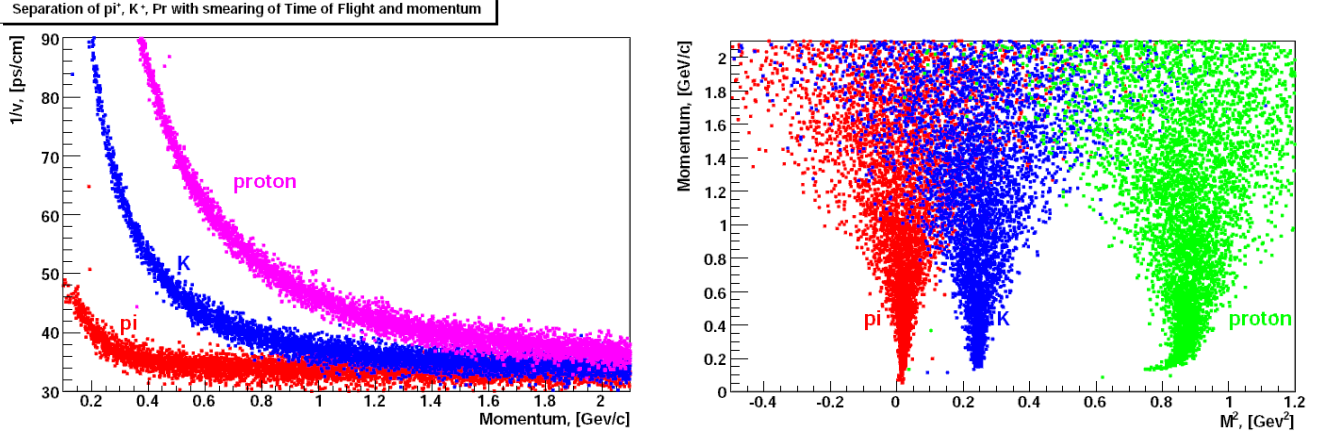 Separation of pi⁺, K⁺, Pr with smearing of Time of Flight and momentum
1/v, [ps/cm]
90
80
70
60
50
40
30
proton
K
pi
0.2 0.4 0.6 0.8 1 1.2 1.4 1.6 1.8 2
Momentum, [Gev/c]
Momentum, [GeV/c]
2
1.8
1.6
1.4
1.2
1
0.8
0.6
0.4
0.2
0
pi
K
proton
-0.4 -0.2 0 0.2 0.4 0.6 0.8 1 1.2
M², [Gev²]